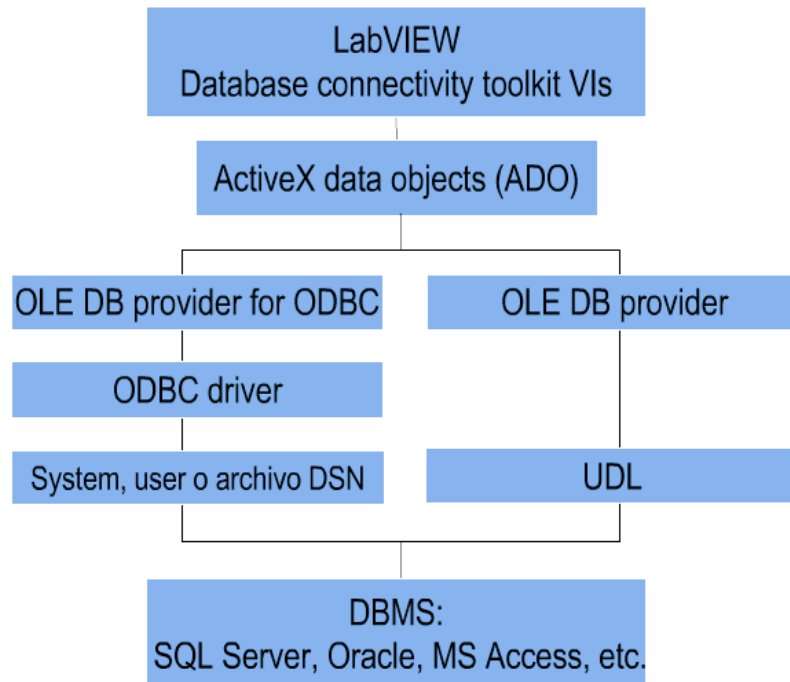 LabVIEW
Database connectivity toolkit VIs
ActiveX data objects (ADO)
OLE DB provider for ODBC
OLE DB provider
ODBC driver
System, user o archivo DSN
UDL
DBMS:
SQL Server, Oracle, MS Access, etc.